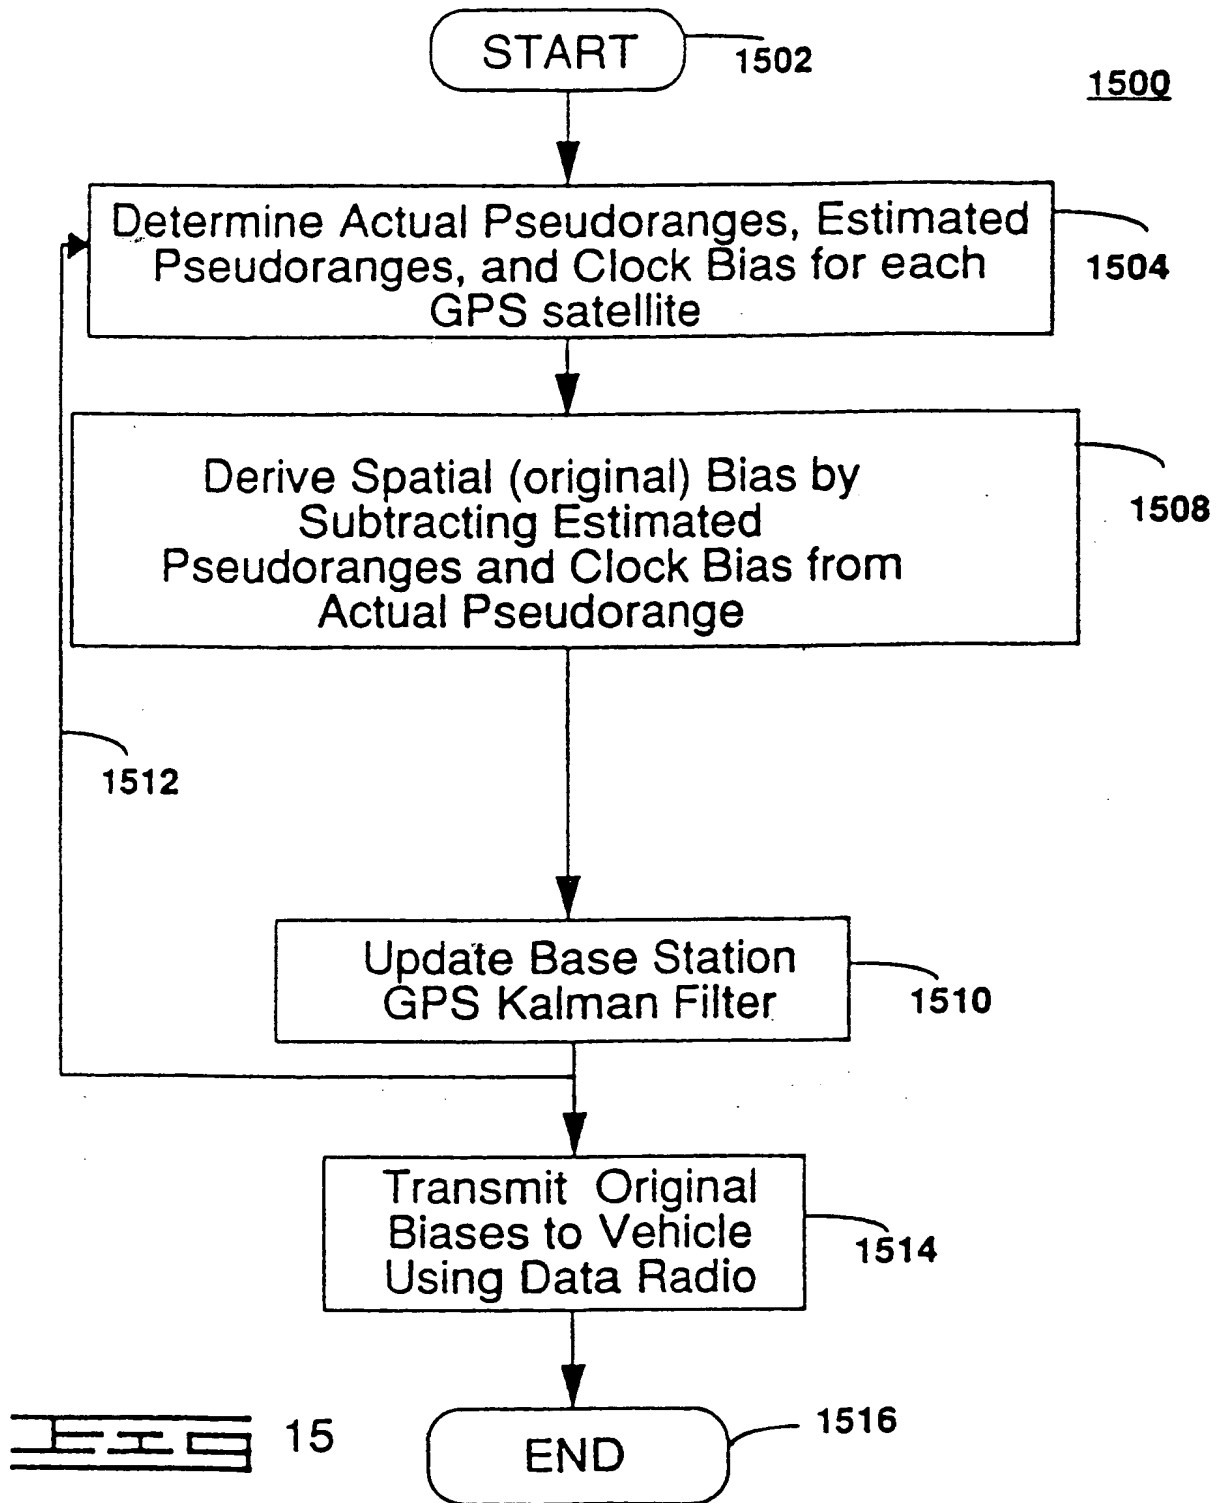 START
1502
1500
Determine Actual Pseudoranges, Estimated
Pseudoranges, and Clock Bias for each
GPS satellite
1504
Derive Spatial (original) Bias by
Subtracting Estimated
Pseudoranges and Clock Bias from
Actual Pseudorange
1508
1512
Update Base Station
GPS Kalman Filter
1510
Transmit Original
Biases to Vehicle
Using Data Radio
1514
END
1516
FIG 15